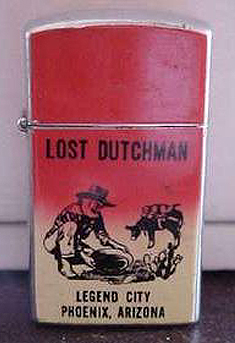 LOST DUTCHMAN
LEGEND CITY
PHOENIX, ARIZONA